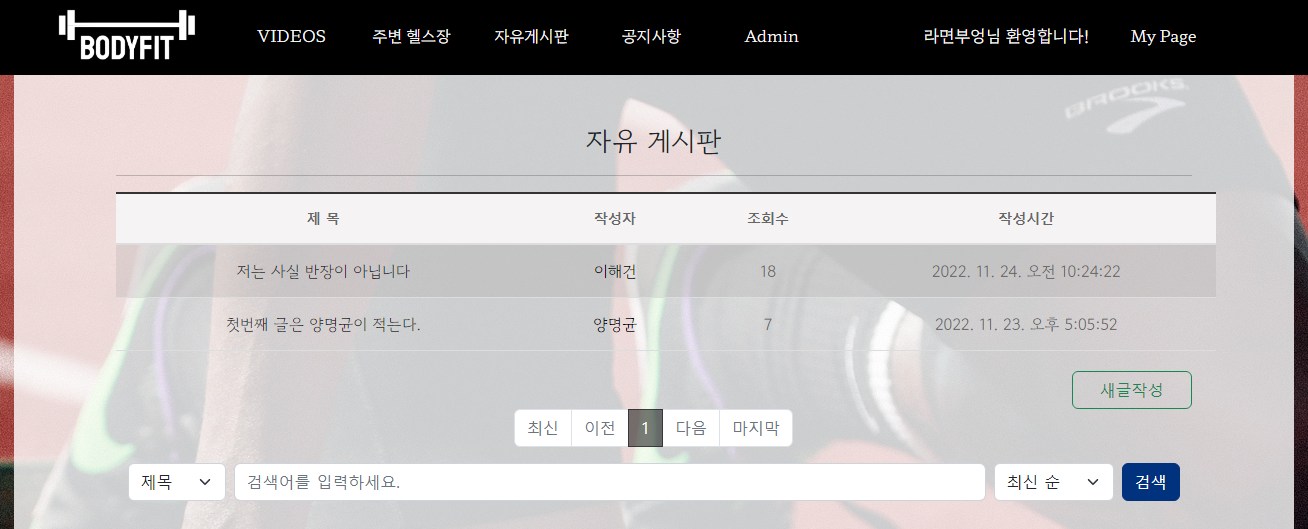 BODYFIT VIDEOS 주변 헬스장 자유게시판 공지사항 Admin 라면부엉님 환영합니다! My Page
BROOKS
자유 게시판
제 목 작성자 조회수 작성시간
저는 사실 반장이 아닙니다 이해건 18 2022. 11. 24. 오전 10:24:22
첫번째 글은 양명균이 적는다. 양명균 7 2022. 11. 23. 오후 5:05:52
새글작성
최신 이전 1 다음 마지막
제목 검색어를 입력하세요. 최신 순 검색